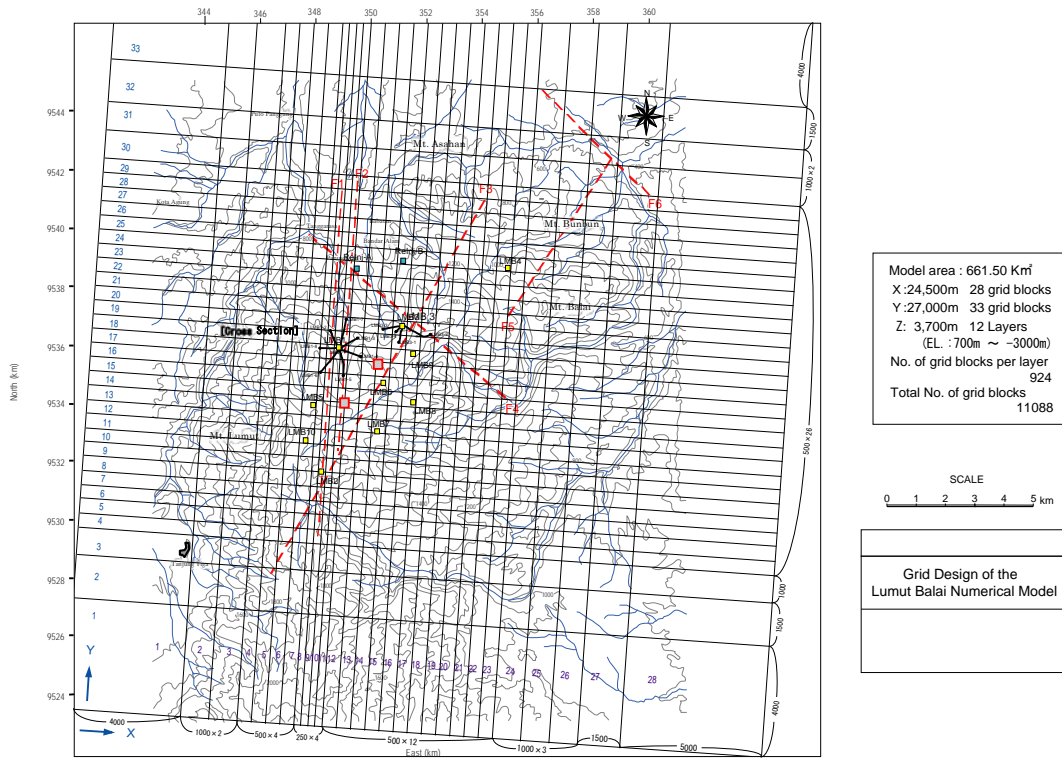 344 346 348 350 352 354 356 358 360
33
32
31
30
29
28
27
26
25
24
23
22
21
20
19
18
17
16
15
14
13
12
11
10
9
8
7
6
5
4
3
2
1
9544
9542
9540
9538
9536
9534
9532
9530
9528
9526
9524
North (km)
N
W E
S
Mt. Asahan
Mt. Bunbun
Mt. Balai
Mt. Lumut
Kota Agung
F1 F2
F3
F4
F5
F6
Rein-A
Rein-B
LMB4
LMB 3
[Cross Section]
LMB5
LMB6
LMB7
LMB8
LMB9
LMB10
LMB2
1 2 3 4 5 6 7 8 9 10 11 12 13 14 15 16 17 18 19 20 21 22 23 24 25 26 27 28
Y
X
4000
1000×2
500×4
250×4
500×12
1000×3
1500
5000
East (km)
4000
1500
1000×2
500×26
1000
1500
4000
Model area : 661.50 Km²
X :24,500m 28 grid blocks
Y :27,000m 33 grid blocks
Z: 3,700m 12 Layers
(EL. :700m ～ -3000m)
No. of grid blocks per layer
924
Total No. of grid blocks
11088
SCALE
0 1 2 3 4 5 km
Grid Design of the
Lumut Balai Numerical Model